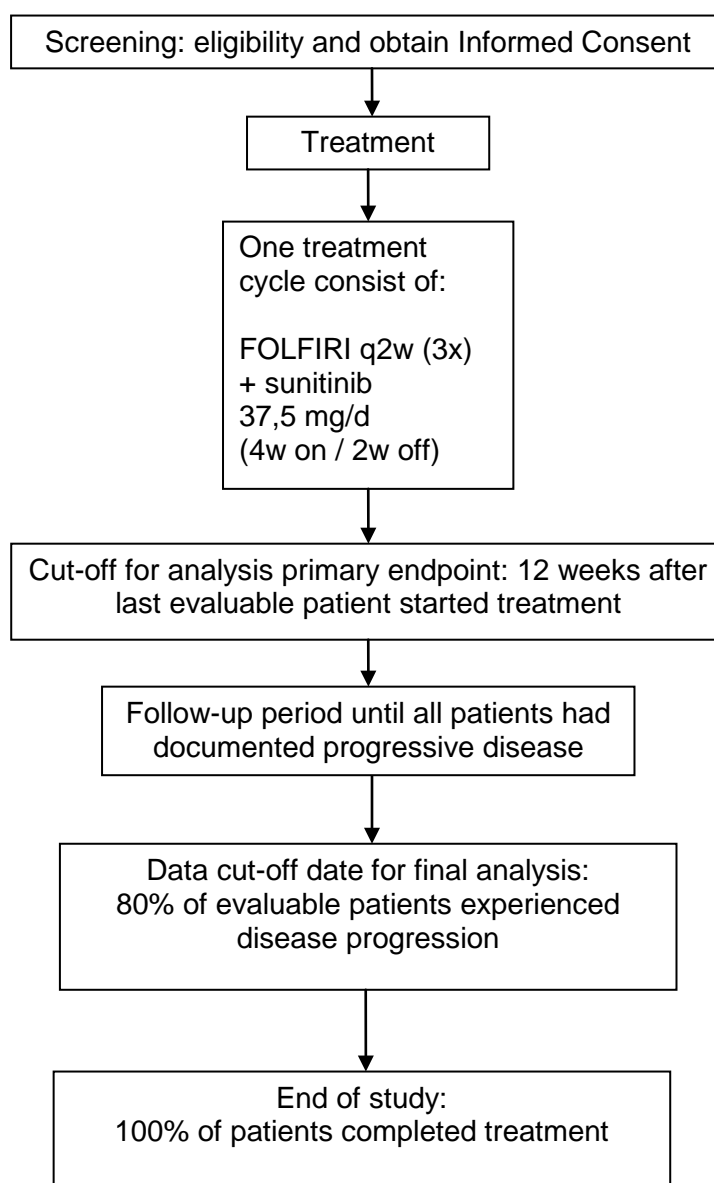 Screening: eligibility and obtain Informed Consent
Treatment
One treatment
cycle consist of:
FOLFIRI q2w (3x)
+ sunitinib
37,5 mg/d
(4w on / 2w off)
Cut-off for analysis primary endpoint: 12 weeks after
last evaluable patient started treatment
Follow-up period until all patients had
documented progressive disease
Data cut-off date for final analysis:
80% of evaluable patients experienced
disease progression
End of study:
100% of patients completed treatment